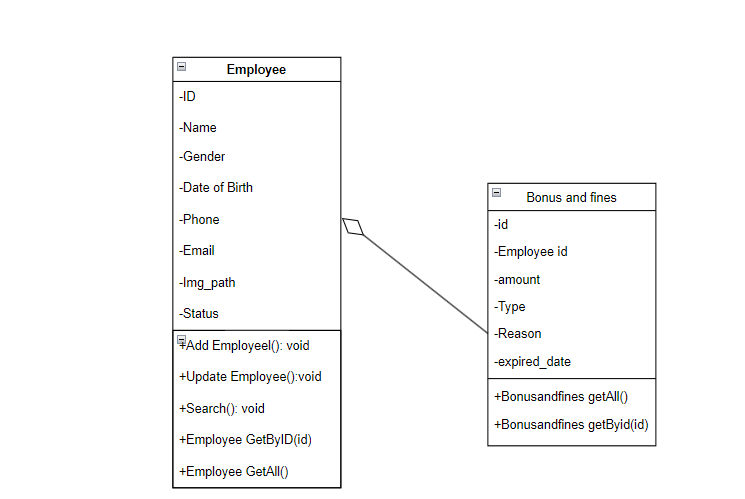 Employee
-ID
-Name
-Gender
-Date of Birth
-Phone
-Email
-Img_path
-Status
+Add Employeel(): void
+Update Employee():void
+Search(): void
+Employee GetByID(id)
+Employee GetAll()
Bonus and fines
-id
-Employee id
-amount
-Type
-Reason
-expired_date
+Bonusandfines getAll()
+Bonusandfines getByid(id)